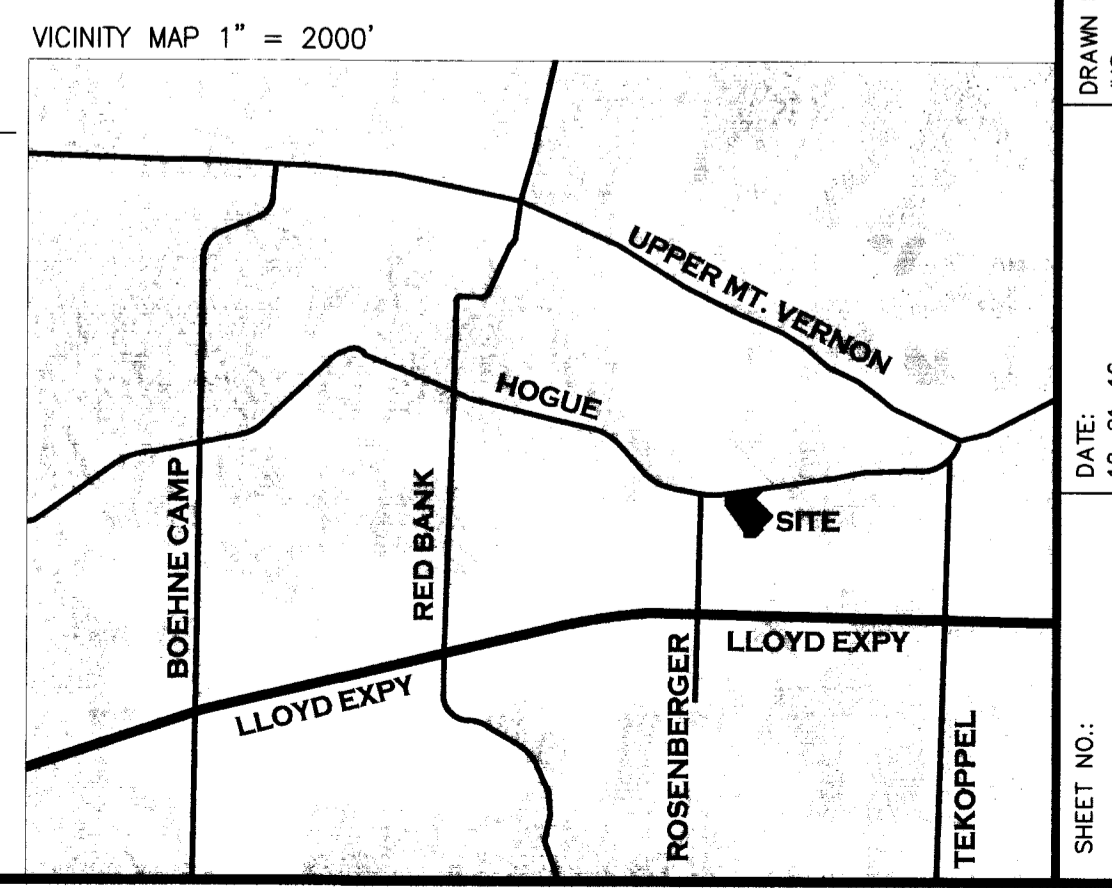 VICINITY MAP 1" = 2000'
UPPER MT. VERNON
HOGUE
BOEHNE CAMP
RED BANK
SITE
LLOYD EXPY
LLOYD EXPY
ROSENBERGER
TEKOPPEL
DRAWN
DATE:
SHEET NO.: